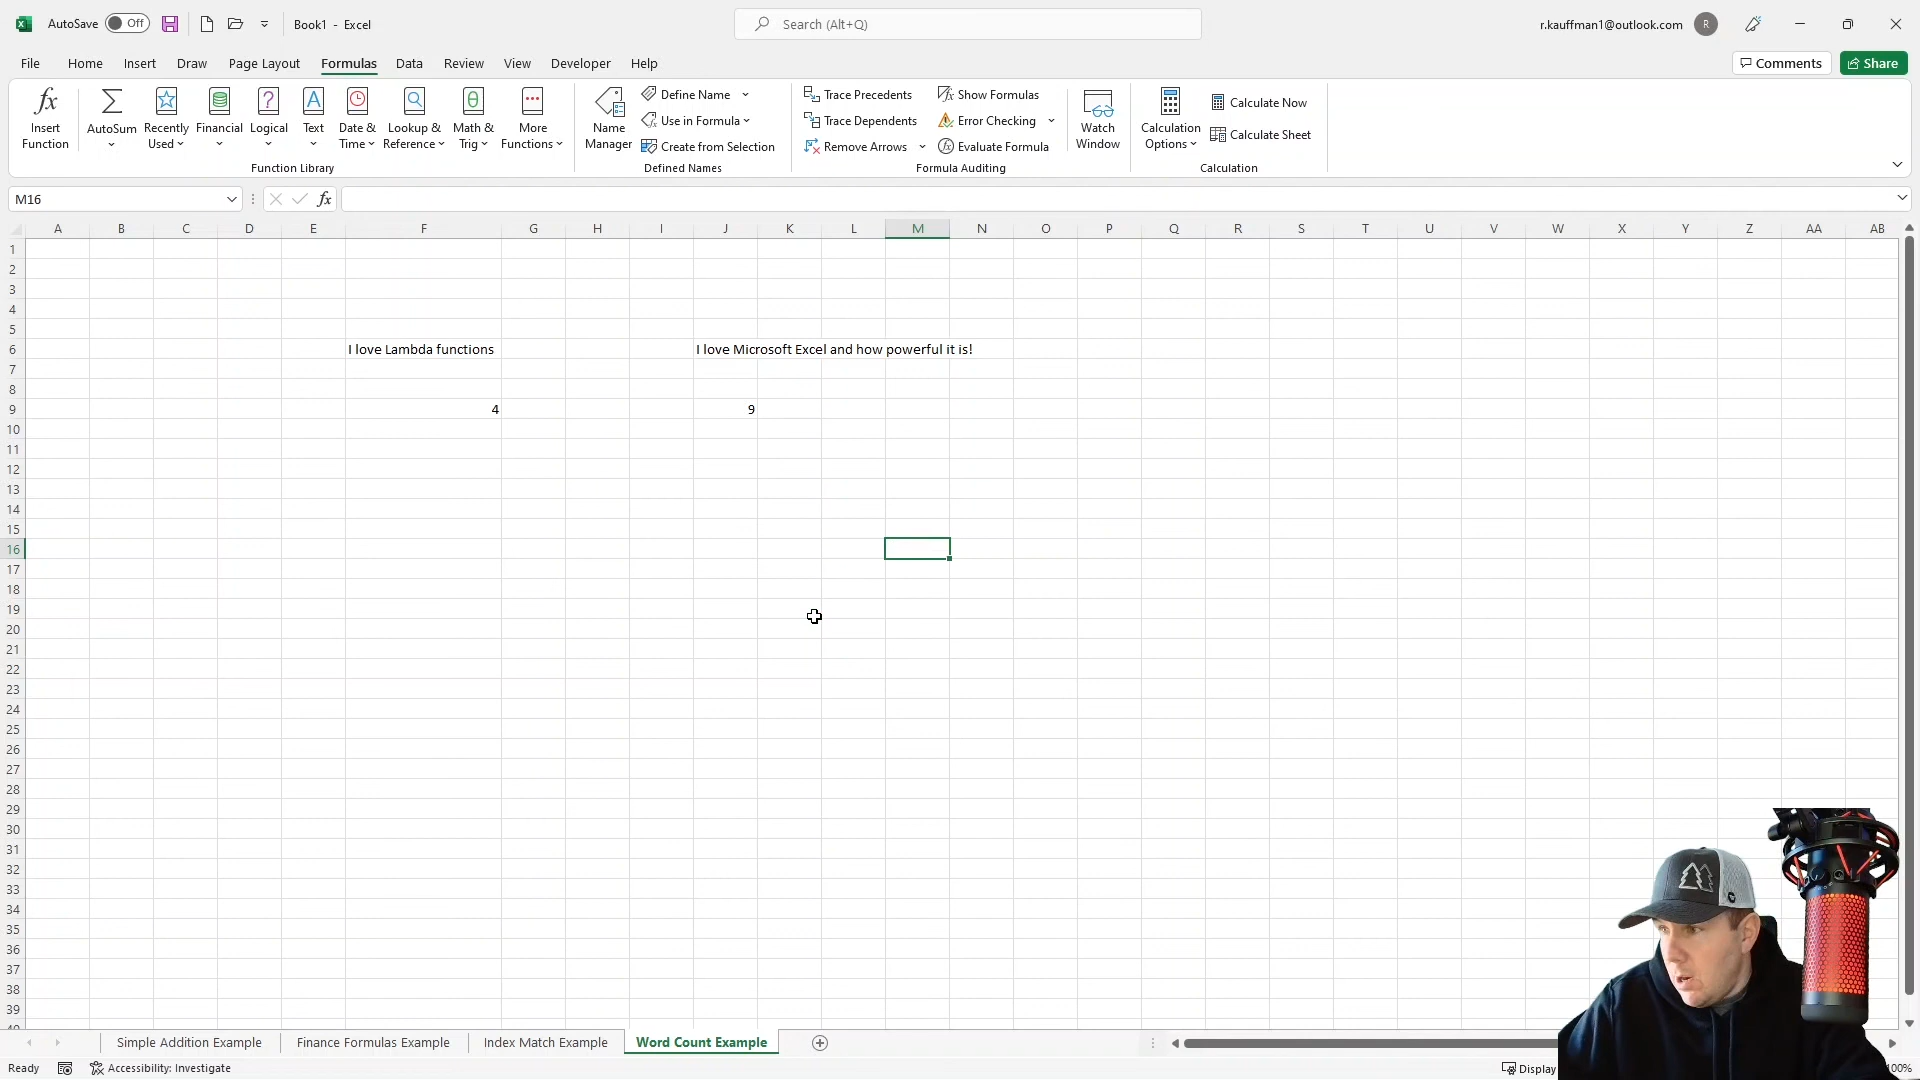 AutoSave Off Book1 - Excel Search (Alt+Q) r.kauffman1@outlook.com R
File Home Insert Draw Page Layout Formulas Data Review View Developer Help Comments Share
Insert Function AutoSum Recently Used Financial Logical Text Date & Time Lookup & Reference Math & Trig More Functions
Function Library
Name Manager Define Name Use in Formula Create from Selection
Defined Names
Trace Precedents Trace Dependents Remove Arrows Show Formulas Error Checking Evaluate Formula
Formula Auditing
Watch Window
Calculation Options Calculate Now Calculate Sheet
Calculation
M16 fx
A B C D E F G H I J K L M N O P Q R S T U V W X Y Z AA AB
1
2
3
4
5
6 I love Lambda functions I love Microsoft Excel and how powerful it is!
7
8
9 4 9
10
11
12
13
14
15
16
17
18
19
20
21
22
23
24
25
26
27
28
29
30
31
32
33
34
35
36
37
38
39
Simple Addition Example Finance Formulas Example Index Match Example Word Count Example
Ready Accessibility: Investigate Display 100%